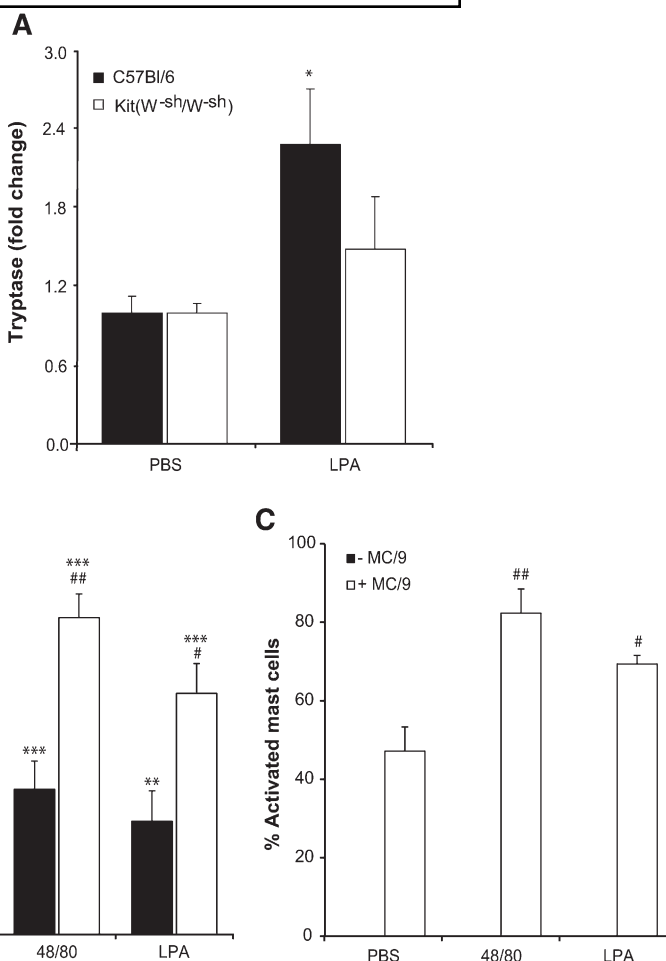 A
3.0
2.4
1.8
1.2
0.6
0.0
Tryptase (fold change)
C57Bl/6
Kit(W-sh/W-sh)
*
PBS
LPA
***
##
***
#
***
**
48/80
LPA
C
100
80
60
40
20
0
% Activated mast cells
- MC/9
+ MC/9
##
#
PBS
48/80
LPA